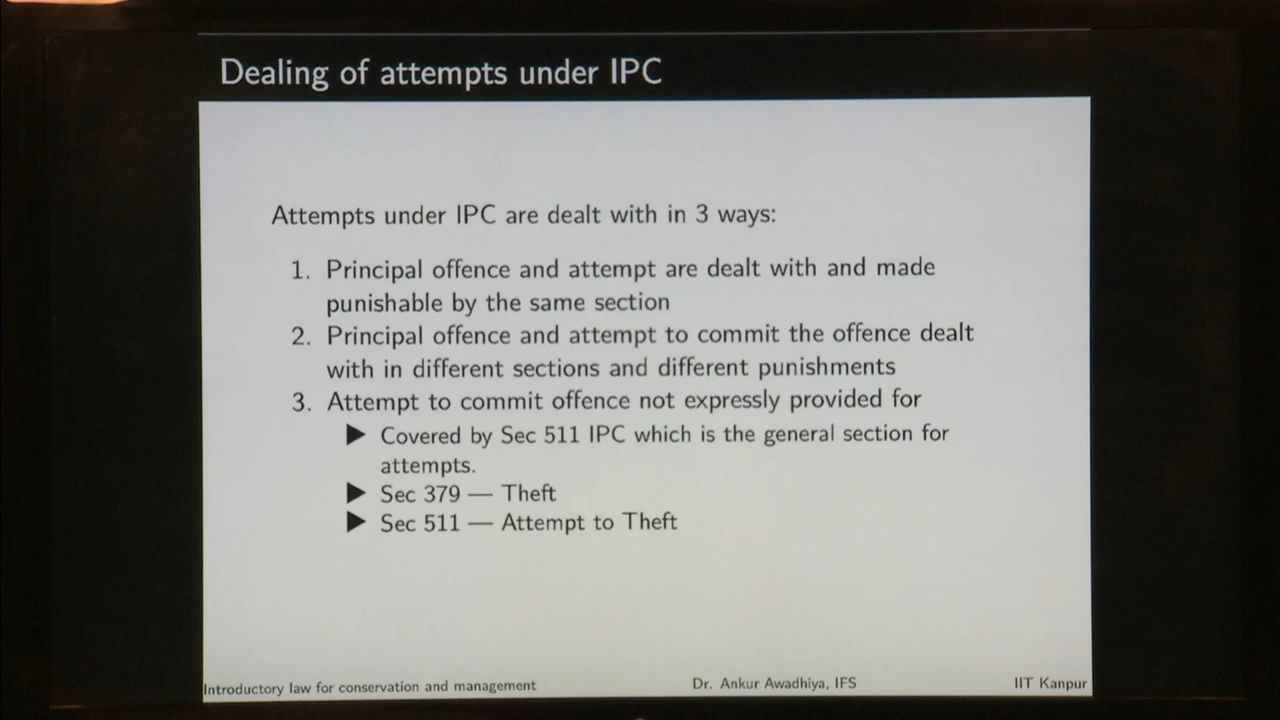 Dealing of attempts under IPC
Attempts under IPC are dealt with in 3 ways:
1. Principal offence and attempt are dealt with and made
punishable by the same section
2. Principal offence and attempt to commit the offence dealt
with in different sections and different punishments
3. Attempt to commit offence not expressly provided for
▶ Covered by Sec 511 IPC which is the general section for
attempts.
▶ Sec 379 — Theft
▶ Sec 511 — Attempt to Theft
Introductory law for conservation and management Dr. Ankur Awadhiya, IFS IIT Kanpur